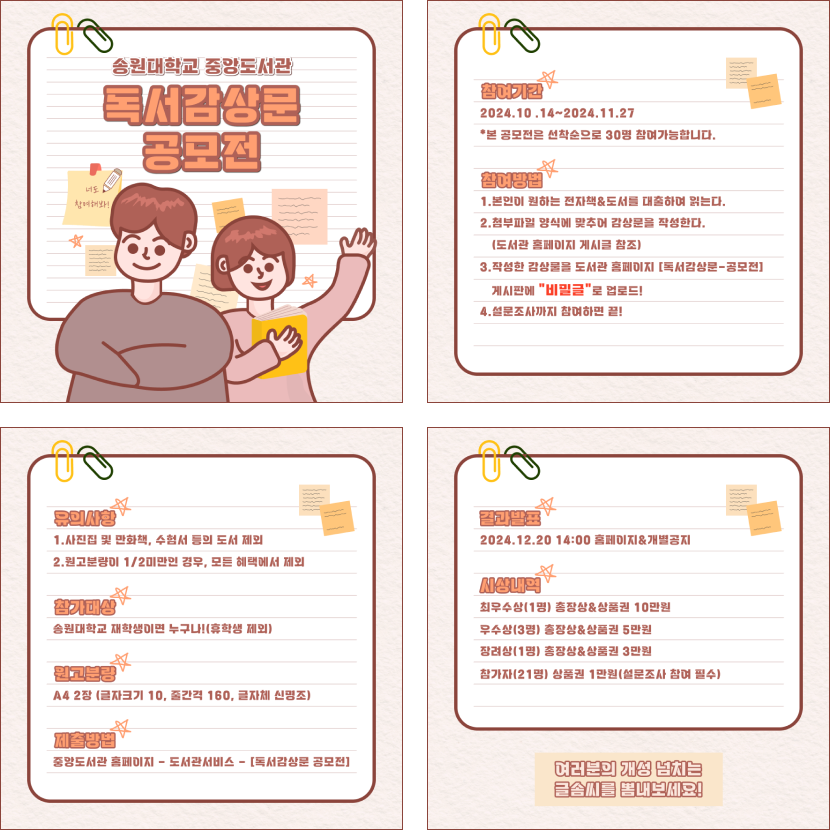 송원대학교 중앙도서관
독서감상문
공모전
너도
함께해봐!
참여기간
2024.10 .14~2024.11.27
*본 공모전은 선착순으로 30명 참여가능합니다.
참여방법
1.본인이 원하는 전자책&도서를 대출하여 읽는다.
2.첨부파일 양식에 맞추어 감상문을 작성한다.
(도서관 홈페이지 게시글 참조)
3.작성한 감상물을 도서관 홈페이지 [독서감상문-공모전]
게시판에 "비밀글"로 업로드!
4.설문조사까지 참여하면 끝!
유의사항
1.사진집 및 만화책, 수험서 등의 도서 제외
2.원고분량이 1/2미만인 경우, 모든 혜택에서 제외
참가대상
송원대학교 재학생이면 누구나!(휴학생 제외)
원고분량
A4 2장 (글자크기 10, 줄간격 160, 글자체 신명조)
제출방법
중앙도서관 홈페이지 - 도서관서비스 - [독서감상문 공모전]
결과발표
2024.12.20 14:00 홈페이지&개별공지
시상내역
최우수상(1명) 총장상&상품권 10만원
우수상(3명) 총장상&상품권 5만원
장려상(1명) 총장상&상품권 3만원
참가자(21명) 상품권 1만원(설문조사 참여 필수)
여러분의 개성 넘치는
글솜씨를 뽐내보세요!